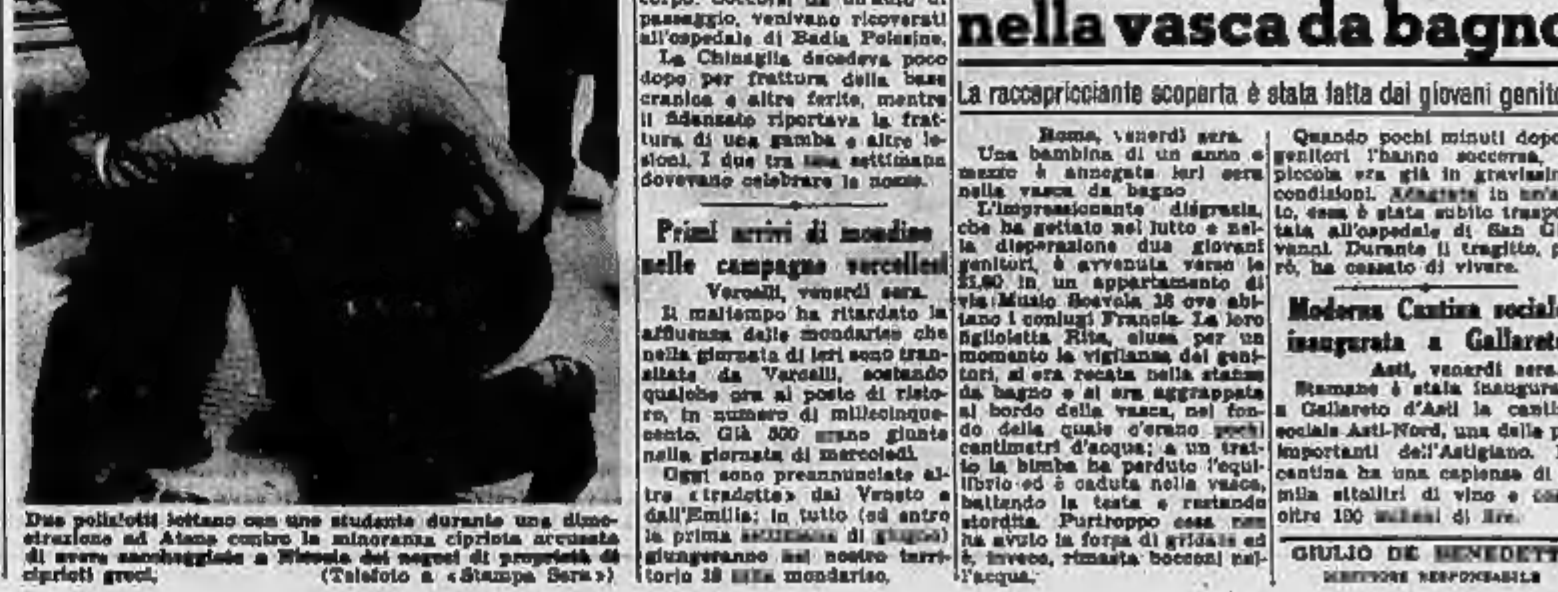 Due poliziotti lottano con uno studente durante una dimo-
strazione ad Atene contro la minoranza cipriota accusata
di avere saccheggiato a Nicosia dei negozi di proprietà di
ciprioti greci. (Telefoto a «Stampa Sera»)
passaggio, venivano ricoverati
all'ospedale di Badia Polesine.
La Chinaglia decedeva poco
dopo per frattura della base
cranica e altre ferite, mentre
il fidanzato riportava la frat-
tura di una gamba e altre le-
sioni. I due tra una settimana
dovevano celebrare le nozze.
Primi arrivi di mondine
nelle campagne vercellesi
Vercelli, venerdì sera.
Il maltempo ha ritardato la
affluenza delle mondariso che
nella giornata di ieri sono tran-
sitate da Vercelli, sostando
qualche ora al posto di risto-
ro, in numero di millecinque-
cento. Già 500 erano giunte
nella giornata di mercoledì.
Oggi sono preannunciate al-
tre «tradotte» dal Veneto e
dall'Emilia; in tutto (ed entro
la prima settimana di giugno)
giungeranno nel nostro terri-
torio 18 mila mondariso.
nella vasca da bagno
La raccapricciante scoperta è stata fatta dai giovani genito
Roma, venerdì sera.
Una bambina di un anno e
mezzo è annegata ieri sera
nella vasca da bagno
L'impressionante disgrazia,
che ha gettato nel lutto e nel-
la disperazione due giovani
genitori, è avvenuta verso le
in un appartamento di
via Muzio Scevola 18 ove abi-
tano i coniugi Francia. La loro
figlioletta Rita, elusa per un
momento la vigilanza dei geni-
tori, si era recata nella stanza
da bagno e si era aggrappata
al bordo della vasca, nel fon-
do della quale c'erano pochi
centimetri d'acqua; a un trat-
to la bimba ha perduto l'equi-
librio ed è caduta nella vasca,
battendo la testa e restando
stordita. Purtroppo essa non
ha avuto la forza di gridare ed
è, invece, rimasta bocconi nel-
l'acqua.
Quando pochi minuti dopo
genitori l'hanno soccorsa,
piccola era già in gravissim
condizioni. Adagiata in un'a
to, essa è stata subito traspo
tata all'ospedale di San G
vanni. Durante il tragitto, p
rò, ha cessato di vivere.
Moderna Cantina social
inaugurata a Gallareto
Asti, venerdì sera.
Stamane è stata inaugura
a Gallareto d'Asti la canti
sociale Asti-Nord, una delle p
importanti dell'Astigiano.
cantina ha una capienza di
mila ettolitri di vino e
oltre 100 milioni di lire.
GIULIO DE BENEDETT
DIRETTORE RESPONSABILE